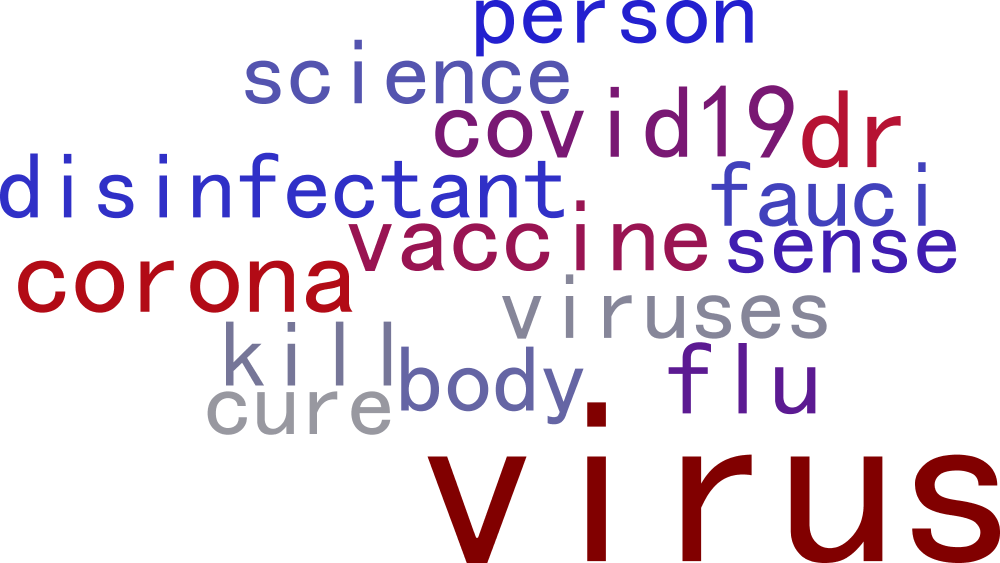 person
science
covid19 dr
disinfectant fauci
vaccine sense
corona
viruses
kill
body flu
cure
virus